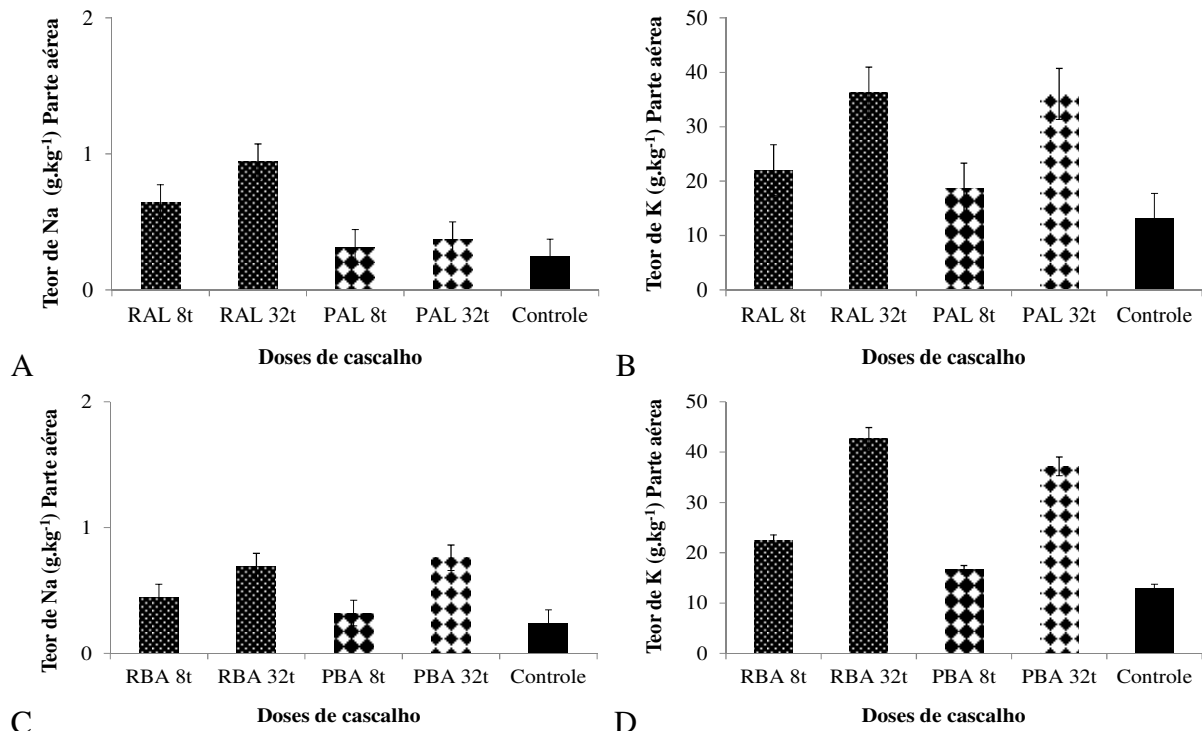 Teor de Na (g.kg⁻¹) Parte aérea
2
1
0
RAL 8t RAL 32t PAL 8t PAL 32t Controle
Doses de cascalho
A
Teor de K (g.kg⁻¹) Parte aérea
50
40
30
20
10
0
RAL 8t RAL 32t PAL 8t PAL 32t Controle
Doses de cascalho
B
Teor de Na (g.kg⁻¹) Parte aérea
2
1
0
RBA 8t RBA 32t PBA 8t PBA 32t Controle
Doses de cascalho
C
Teor de K (g.kg⁻¹) Parte aérea
50
40
30
20
10
0
RBA 8t RBA 32t PBA 8t PBA 32t Controle
Doses de cascalho
D